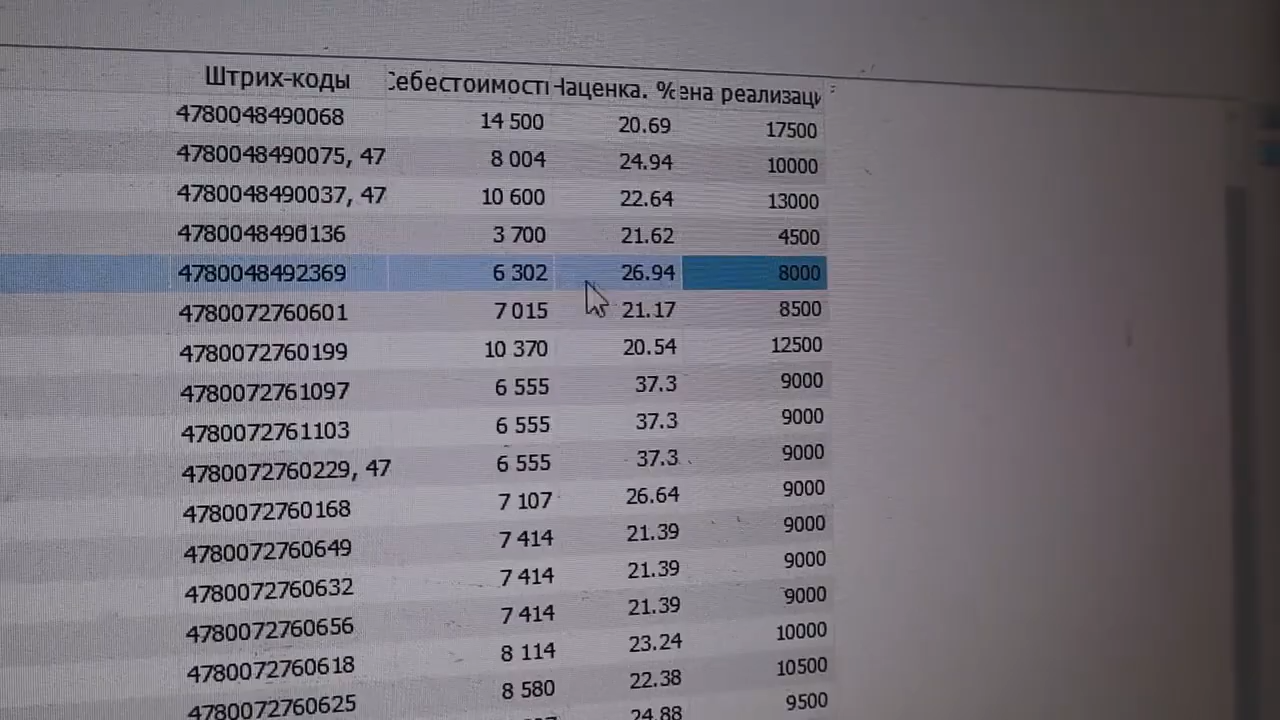 Штрих-коды Себестоимость Наценка. % ена реализаци
4780048490068 14 500 20.69 17500
4780048490075, 47 8 004 24.94 10000
4780048490037, 47 10 600 22.64 13000
4780048490136 3 700 21.62 4500
4780048492369 6 302 26.94 8000
4780072760601 7 015 21.17 8500
4780072760199 10 370 20.54 12500
4780072761097 6 555 37.3 9000
4780072761103 6 555 37.3 9000
4780072760229, 47 6 555 37.3 9000
4780072760168 7 107 26.64 9000
4780072760649 7 414 21.39 9000
4780072760632 7 414 21.39 9000
4780072760656 7 414 21.39 9000
4780072760618 8 114 23.24 10000
4780072760625 8 580 22.38 10500
24.88 9500